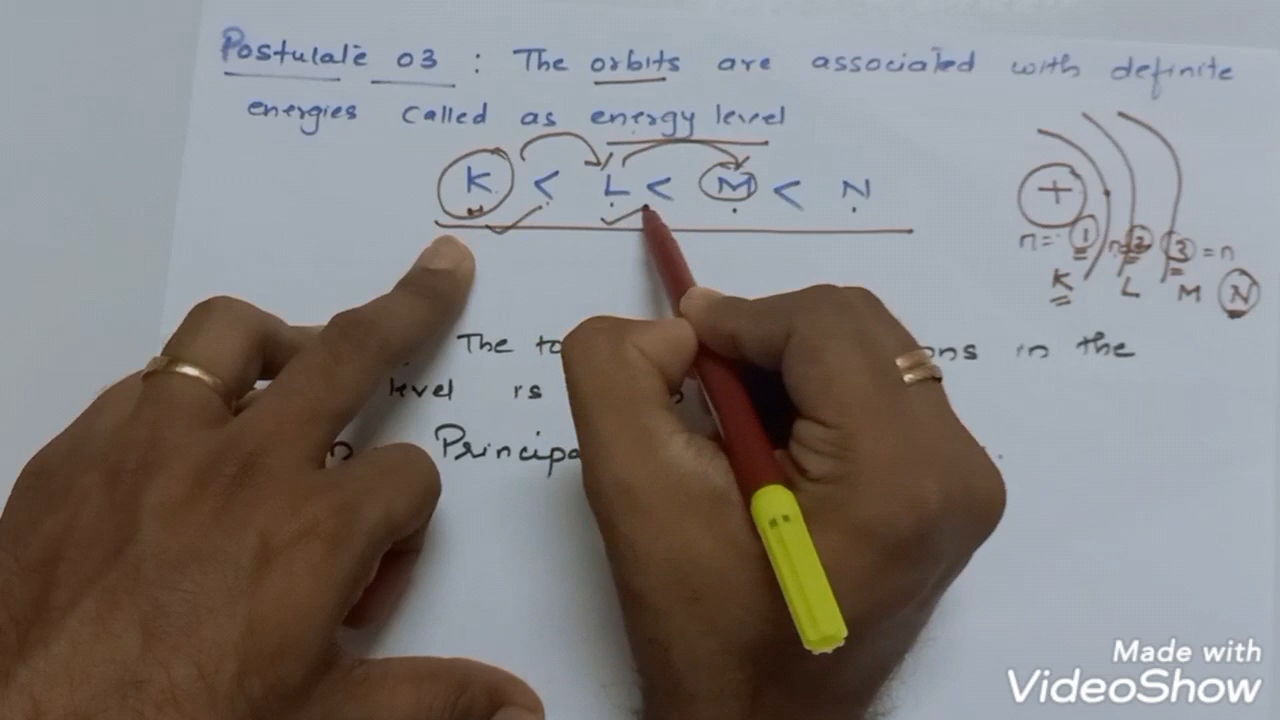 Postulate 03 : The orbits are associated with definite
energies called as energy level
K < L < M < N
+
n= 1 n=2 3 =n
K L M N
The ons in the
level is
Principa
Made with
VideoShow